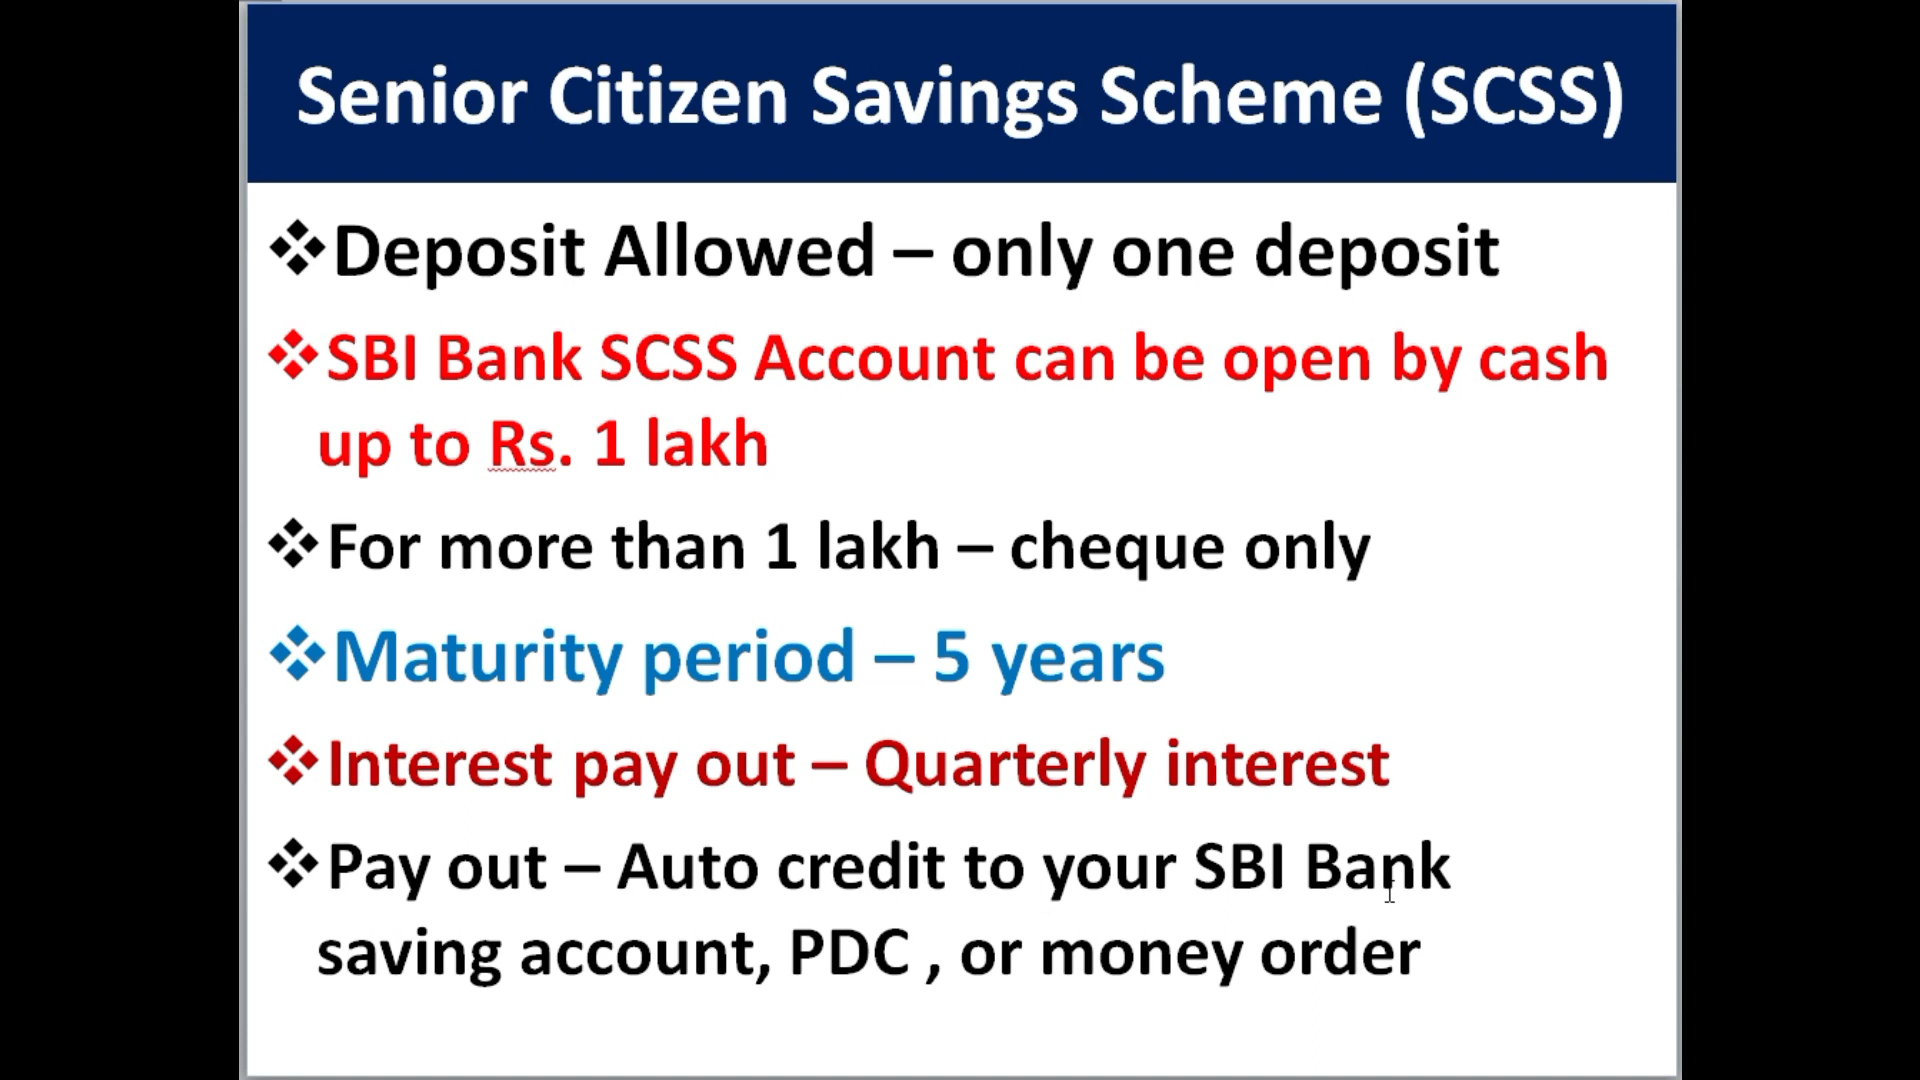 Senior Citizen Savings Scheme (SCSS)
❖Deposit Allowed – only one deposit
❖SBI Bank SCSS Account can be open by cash
up to Rs. 1 lakh
❖For more than 1 lakh – cheque only
❖Maturity period – 5 years
❖Interest pay out – Quarterly interest
❖Pay out – Auto credit to your SBI Bank
saving account, PDC , or money order